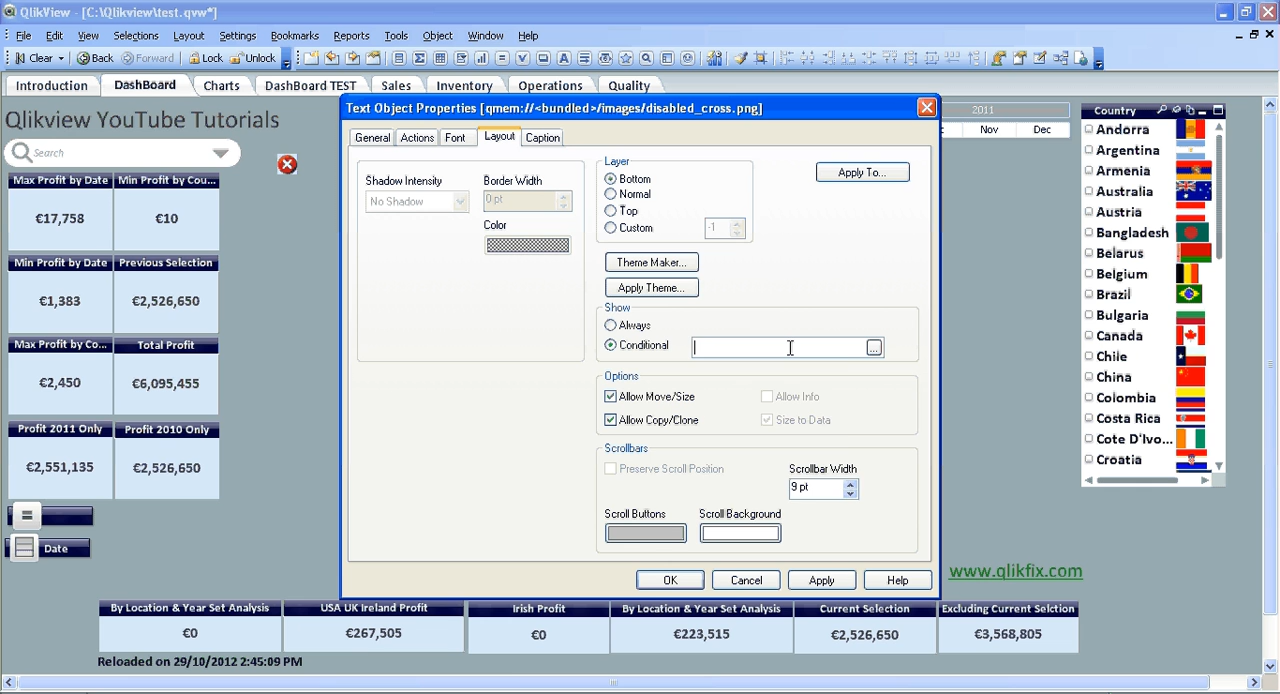 QlikView - [C:\Qlikview\test.qvw*]
File Edit View Selections Layout Settings Bookmarks Reports Tools Object Window Help
Clear Back Forward Lock Unlock
Introduction DashBoard Charts DashBoard TEST Sales Inventory Operations Quality
Qlikview YouTube Tutorials
Search
Max Profit by Date Min Profit by Cou...
€17,758 €10
Min Profit by Date Previous Selection
€1,383 €2,526,650
Max Profit by Co... Total Profit
€2,450 €6,095,455
Profit 2011 Only Profit 2010 Only
€2,551,135 €2,526,650
=
Date
Text Object Properties [qmem://<bundled>/images/disabled_cross.png]
General Actions Font Layout Caption
Shadow Intensity
No Shadow
Border Width
0 pt
Color
Layer
Bottom
Normal
Top
Custom -1
Apply To...
Theme Maker...
Apply Theme...
Show
Always
Conditional ...
Options
Allow Move/Size Allow Info
Allow Copy/Clone Size to Data
Scrollbars
Preserve Scroll Position
Scrollbar Width
9 pt
Scroll Buttons Scroll Background
OK Cancel Apply Help
2011
Nov Dec
Country
Andorra
Argentina
Armenia
Australia
Austria
Bangladesh
Belarus
Belgium
Brazil
Bulgaria
Canada
Chile
China
Colombia
Costa Rica
Cote D'Ivo...
Croatia
www.qlikfix.com
By Location & Year Set Analysis USA UK Ireland Profit Irish Profit By Location & Year Set Analysis Current Selection Excluding Current Selction
€0 €267,505 €0 €223,515 €2,526,650 €3,568,805
Reloaded on 29/10/2012 2:45:09 PM